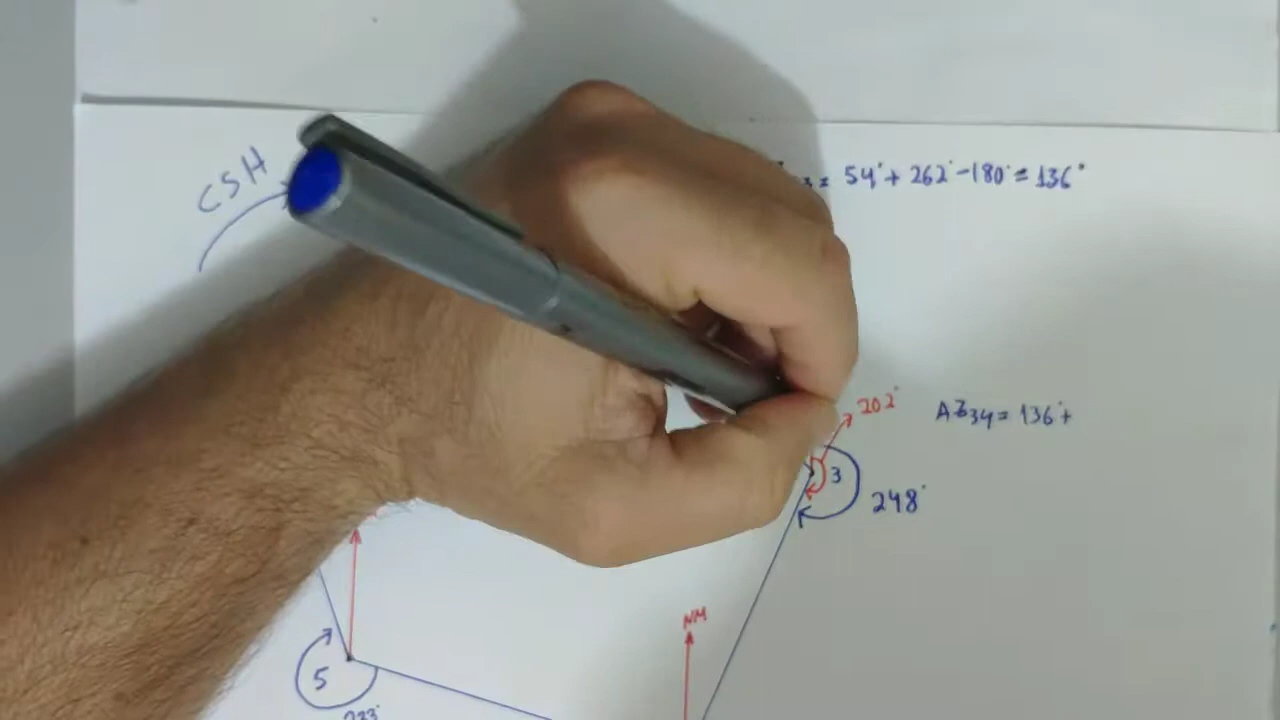 CSH
= 54° + 262° - 180° = 136°
202°
AZ34 = 136° +
3
248°
NM
5